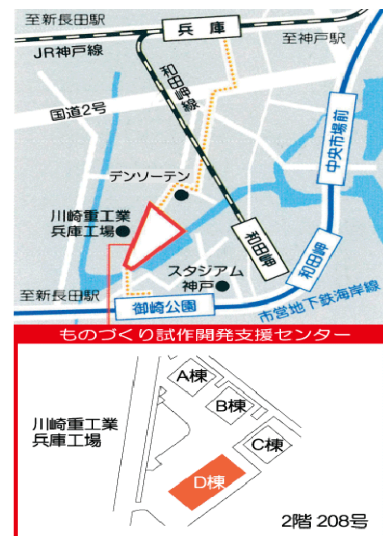 至新長田駅
兵庫
至神戸駅
JR神戸線
和田岬線
国道2号
中央市場前
デンソーテン
川崎重工業
兵庫工場
和田岬
和田岬
スタジアム
神戸
至新長田駅
御崎公園
市営地下鉄海岸線
ものづくり試作開発支援センター
A棟
B棟
川崎重工業
兵庫工場
C棟
D棟
2階 208号